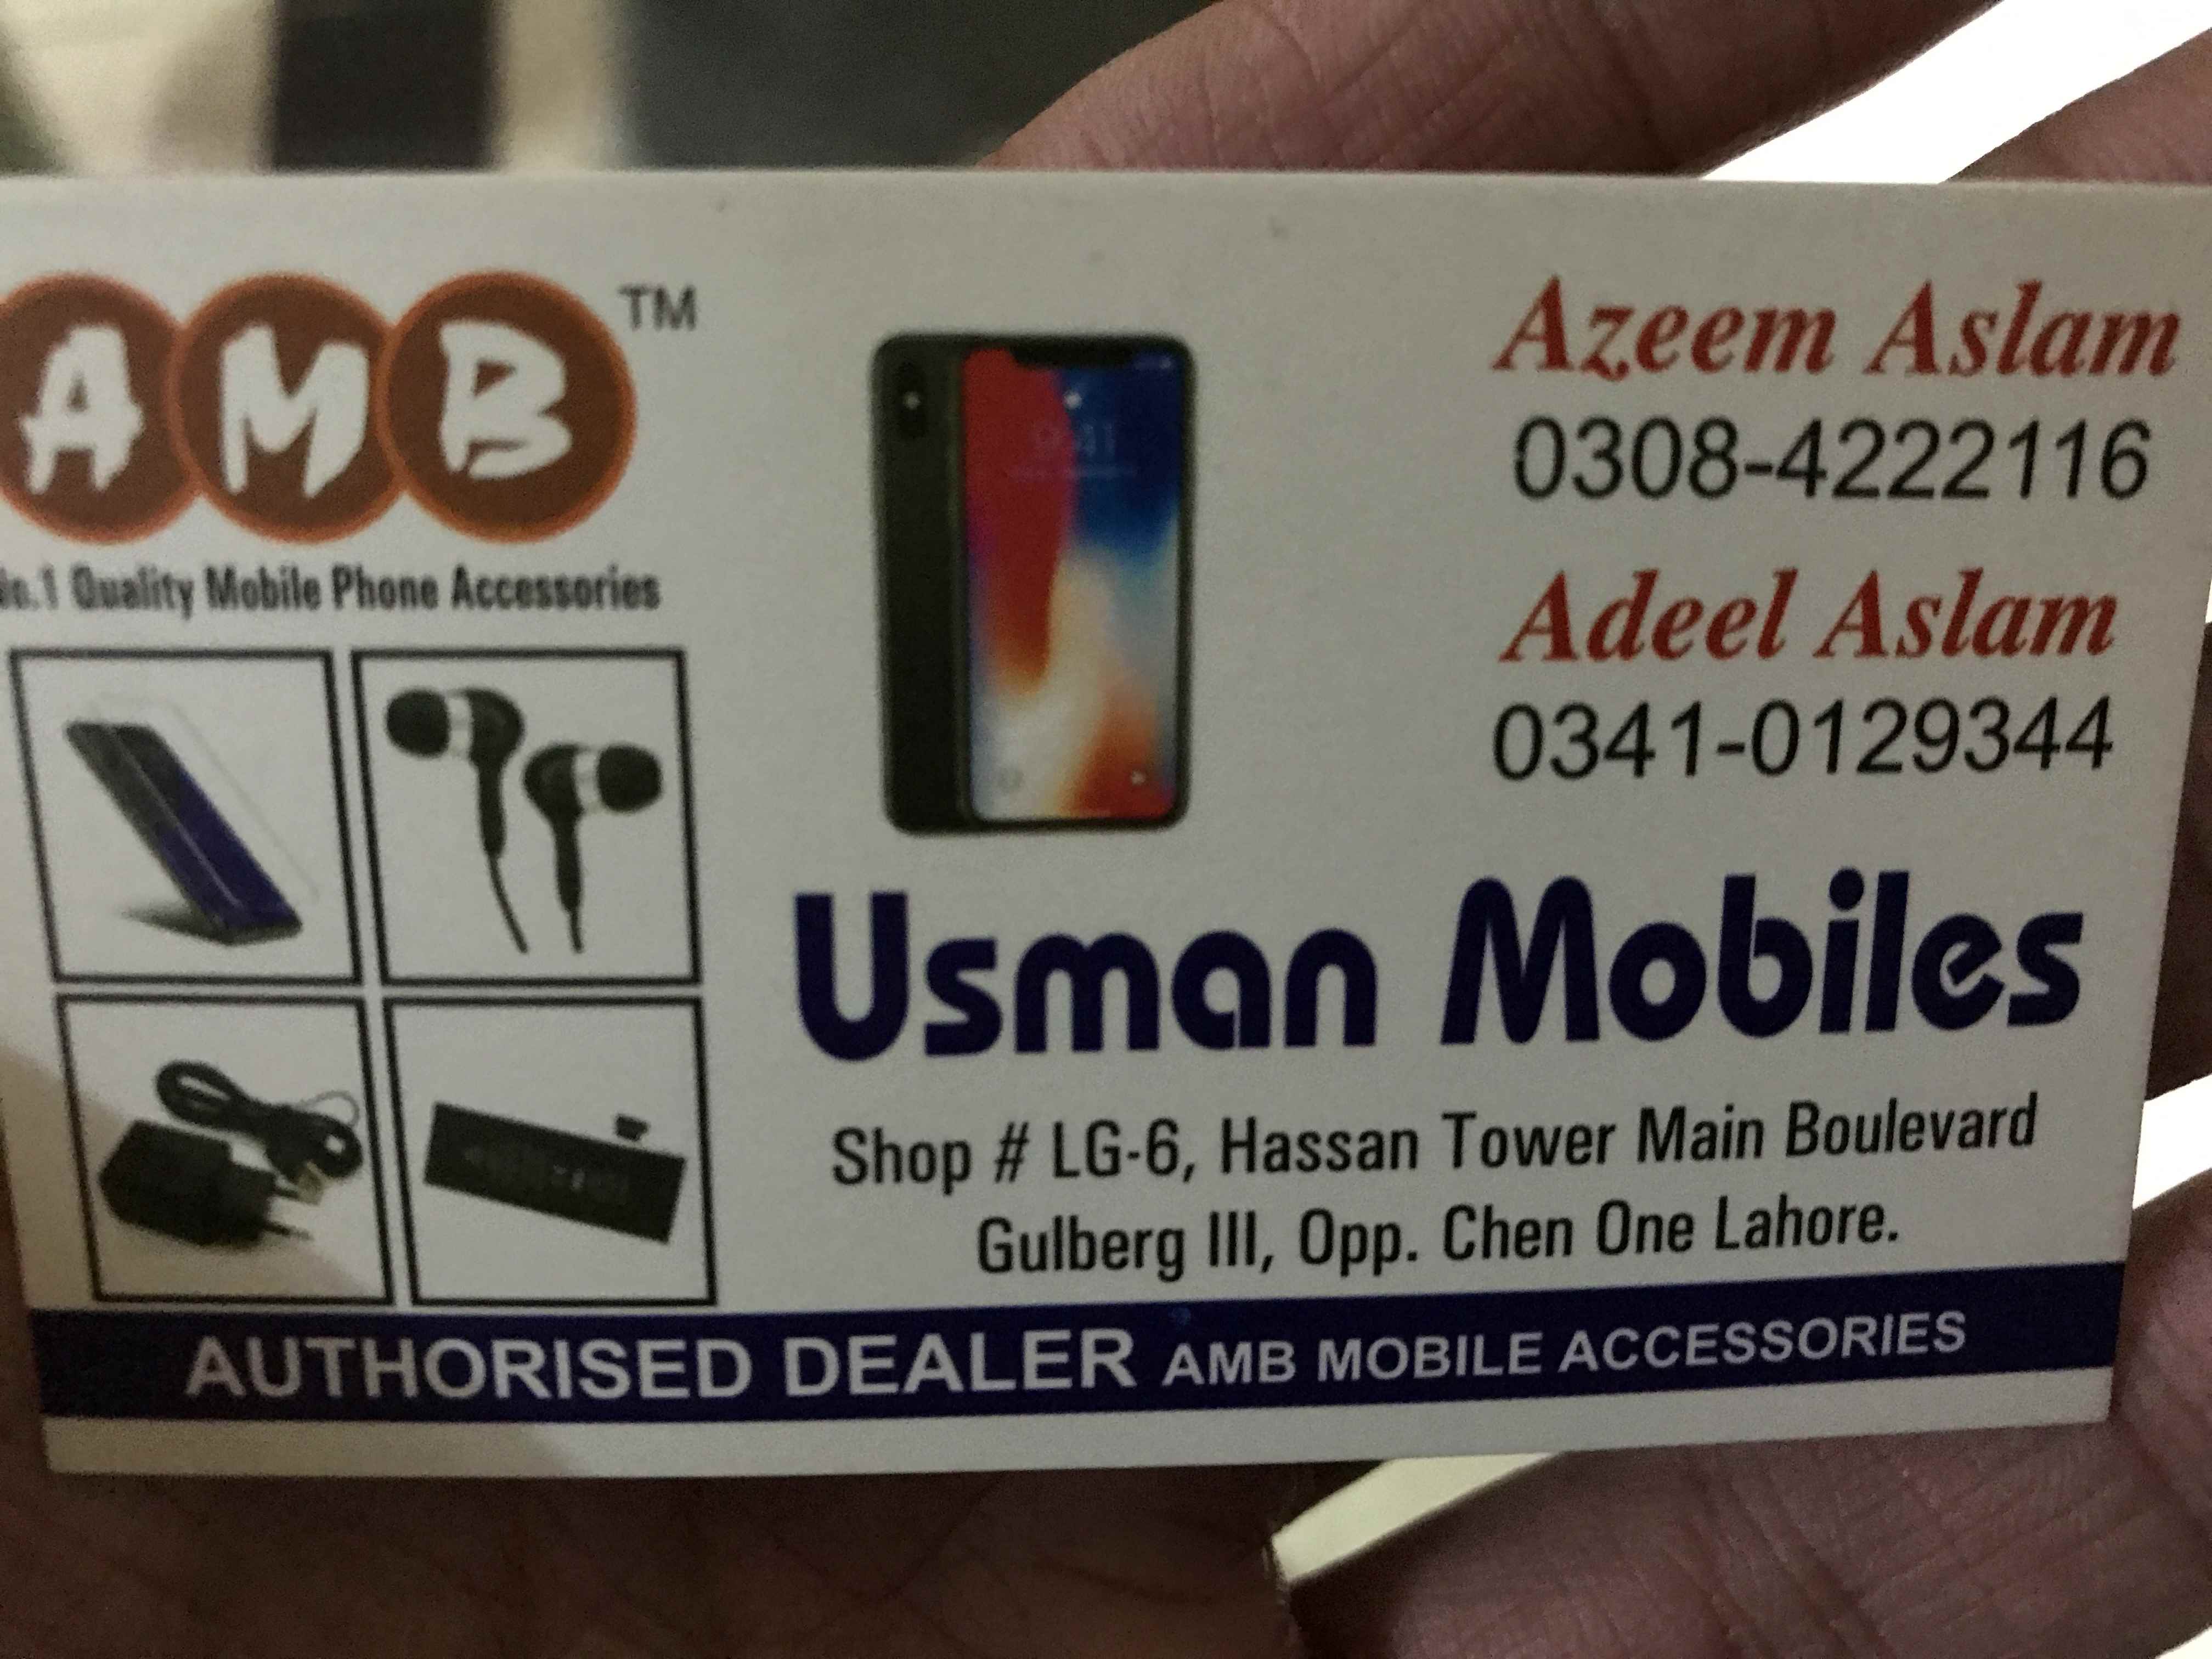 AMB TM
No.1 Quality Mobile Phone Accessories
Azeem Aslam
0308-4222116
Adeel Aslam
0341-0129344
Usman Mobiles
Shop # LG-6, Hassan Tower Main Boulevard
Gulberg III, Opp. Chen One Lahore.
AUTHORISED DEALER AMB MOBILE ACCESSORIES